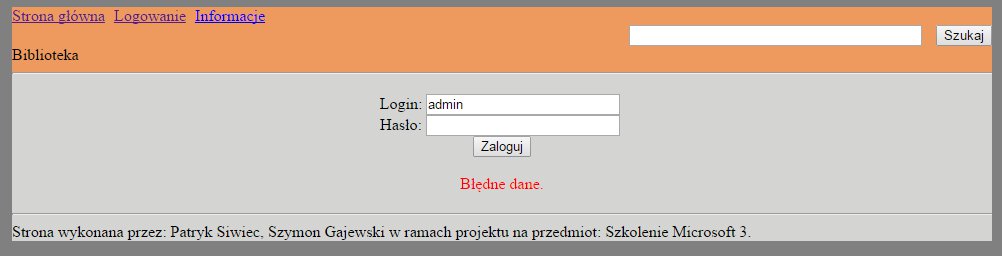 Strona główna Logowanie Informacje
Szukaj
Biblioteka
Login: admin
Hasło:
Zaloguj
Błędne dane.
Strona wykonana przez: Patryk Siwiec, Szymon Gajewski w ramach projektu na przedmiot: Szkolenie Microsoft 3.